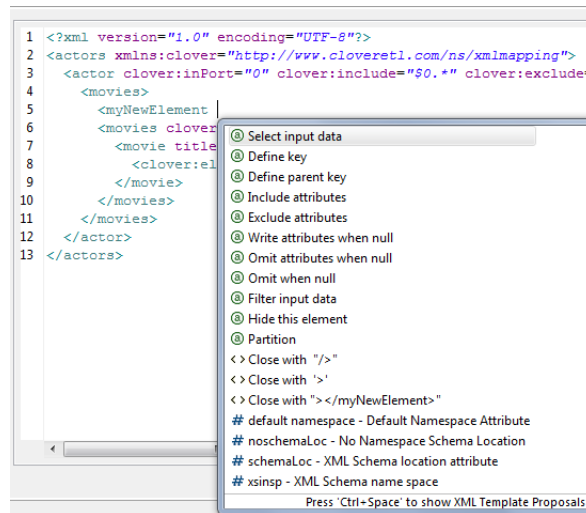 1 <?xml version="1.0" encoding="UTF-8"?>
2 <actors xmlns:clover="http://www.cloveretl.com/ns/xmlmapping">
3 <actor clover:inPort="0" clover:include="$0.*" clover:exclude=
4 <movies>
5 <myNewElement
6 <movies clover
7 <movie title
8 <clover:el
9 </movie>
10 </movies>
11 </movies>
12 </actor>
13 </actors>
a Select input data
a Define key
a Define parent key
a Include attributes
a Exclude attributes
a Write attributes when null
a Omit attributes when null
a Omit when null
a Filter input data
a Hide this element
a Partition
<> Close with "/>"
<> Close with '>'
<> Close with "></myNewElement>"
# default namespace - Default Namespace Attribute
# noschemaLoc - No Namespace Schema Location
# schemaLoc - XML Schema location attribute
# xsinsp - XML Schema name space
Press 'Ctrl+Space' to show XML Template Proposals